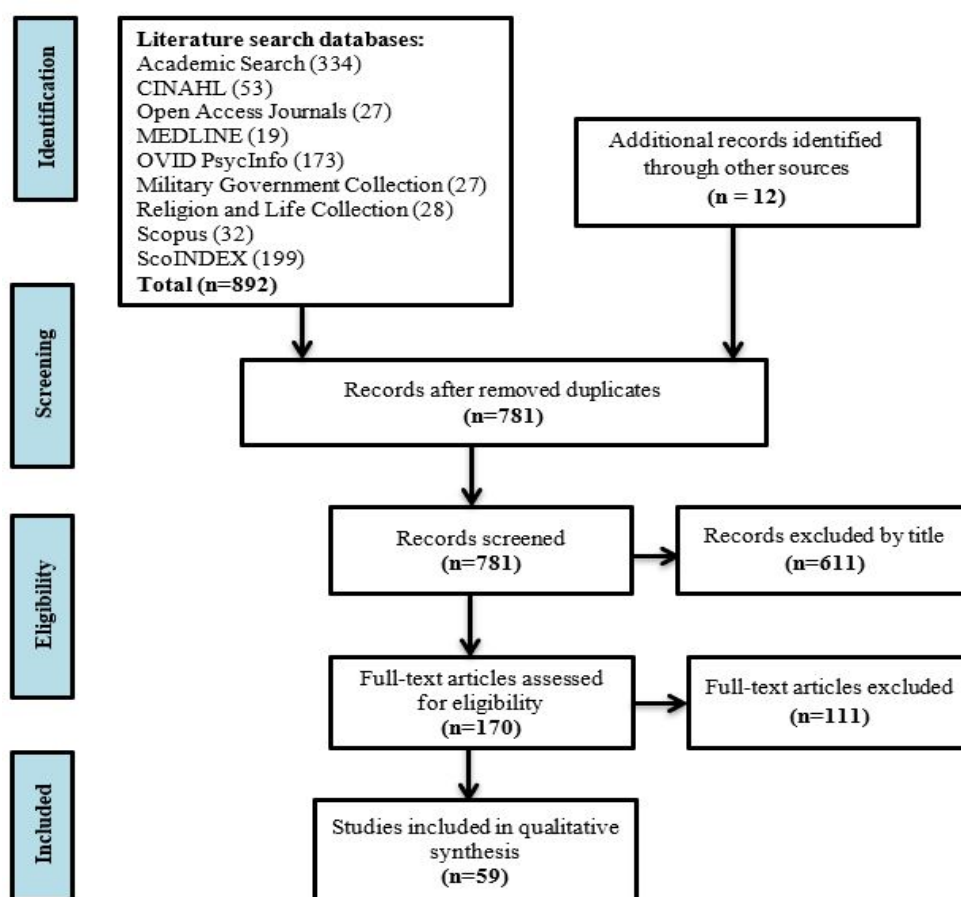 Identification
Literature search databases:
Academic Search (334)
CINAHL (53)
Open Access Journals (27)
MEDLINE (19)
OVID PsycInfo (173)
Military Government Collection (27)
Religion and Life Collection (28)
Scopus (32)
ScoINDEX (199)
Total (n=892)
Additional records identified
through other sources
(n = 12)
Screening
Records after removed duplicates
(n=781)
Eligibility
Records screened
(n=781)
Records excluded by title
(n=611)
Full-text articles assessed
for eligibility
(n=170)
Full-text articles excluded
(n=111)
Included
Studies included in qualitative
synthesis
(n=59)